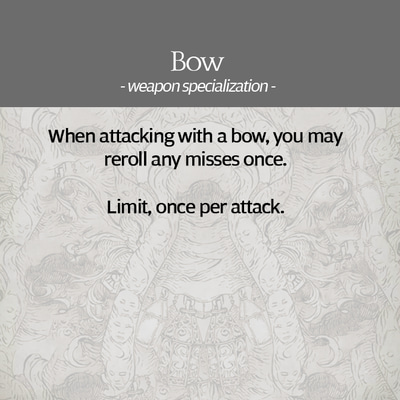 Bow
- weapon specialization -
When attacking with a bow, you may
reroll any misses once.
Limit, once per attack.